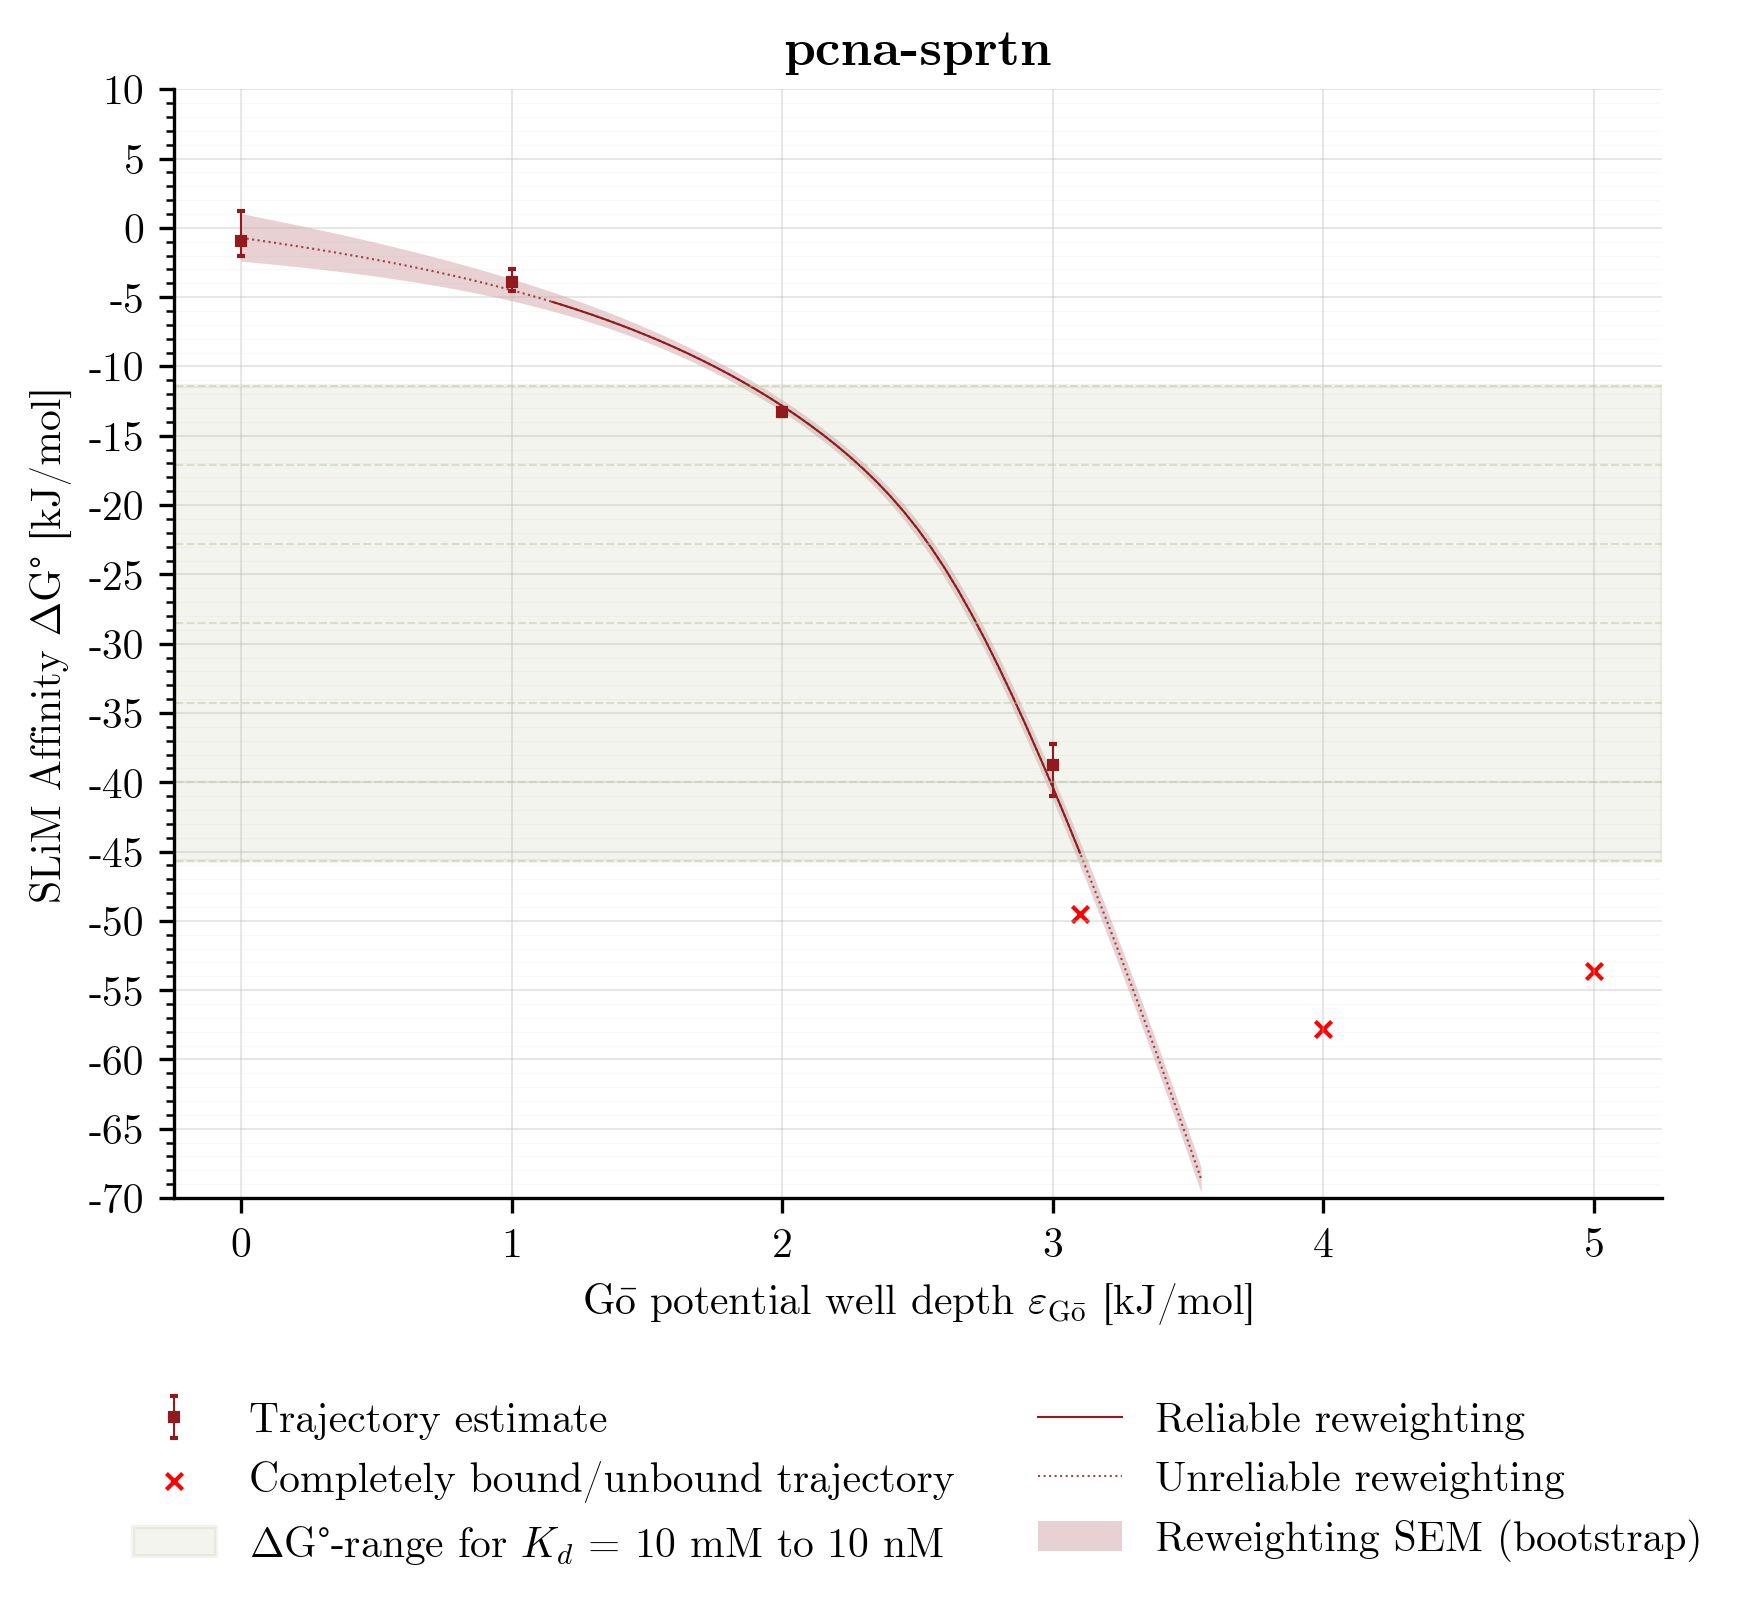 pcna-sprtn
10
5
0
-5
-10
-15
-20
-25
-30
-35
-40
-45
-50
-55
-60
-65
-70
SLiM Affinity ΔG° [kJ/mol]
0 1 2 3 4 5
Gō potential well depth ε_Gō [kJ/mol]
Trajectory estimate
Completely bound/unbound trajectory
ΔG°-range for K_d = 10 mM to 10 nM
Reliable reweighting
Unreliable reweighting
Reweighting SEM (bootstrap)